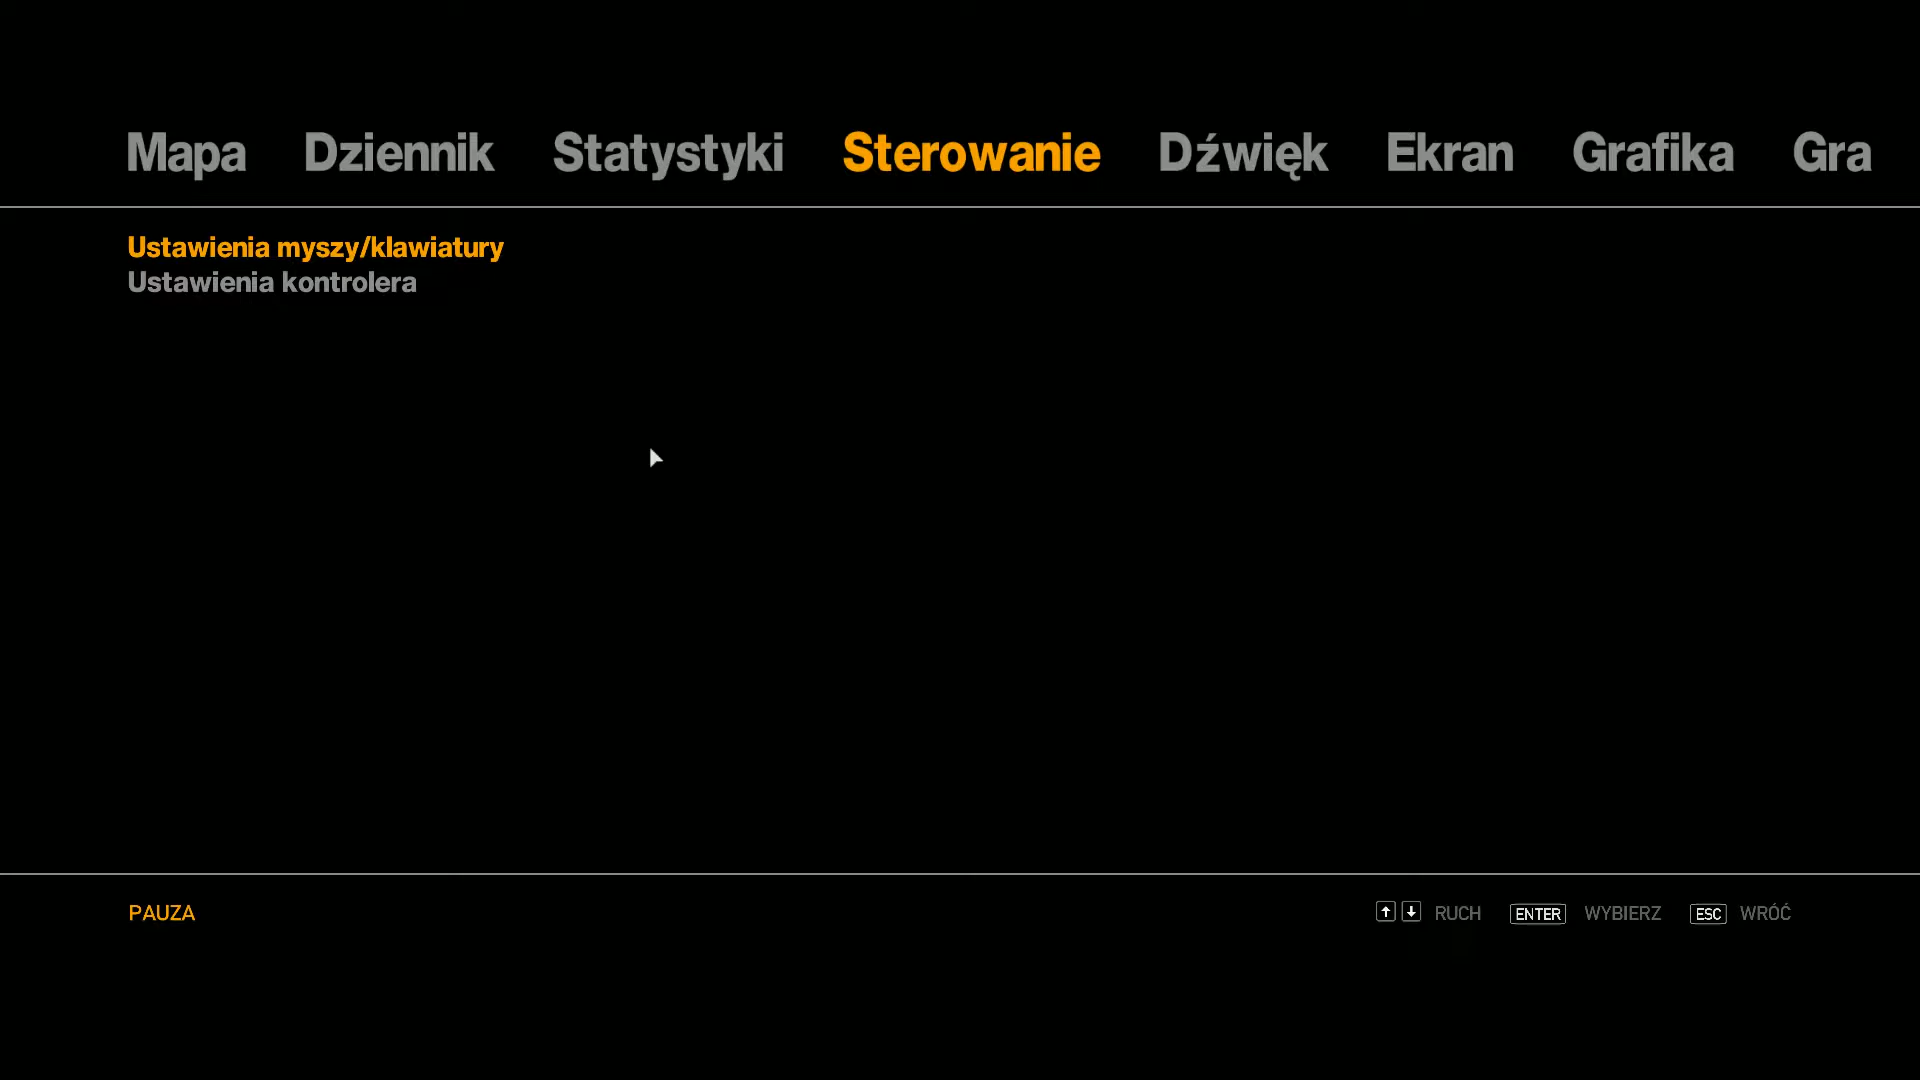 Mapa Dziennik Statystyki Sterowanie Dźwięk Ekran Grafika Gra
Ustawienia myszy/klawiatury
Ustawienia kontrolera
PAUZA
RUCH ENTER WYBIERZ ESC WRÓĆ